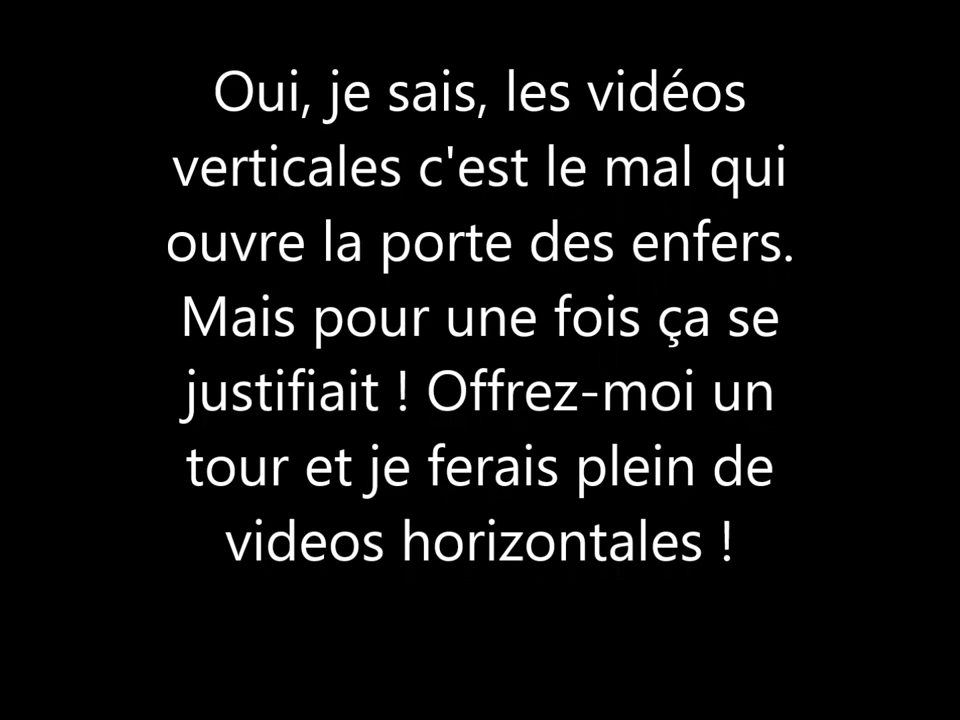 Oui, je sais, les vidéos
verticales c'est le mal qui
ouvre la porte des enfers.
Mais pour une fois ça se
justifiait ! Offrez-moi un
tour et je ferais plein de
videos horizontales !